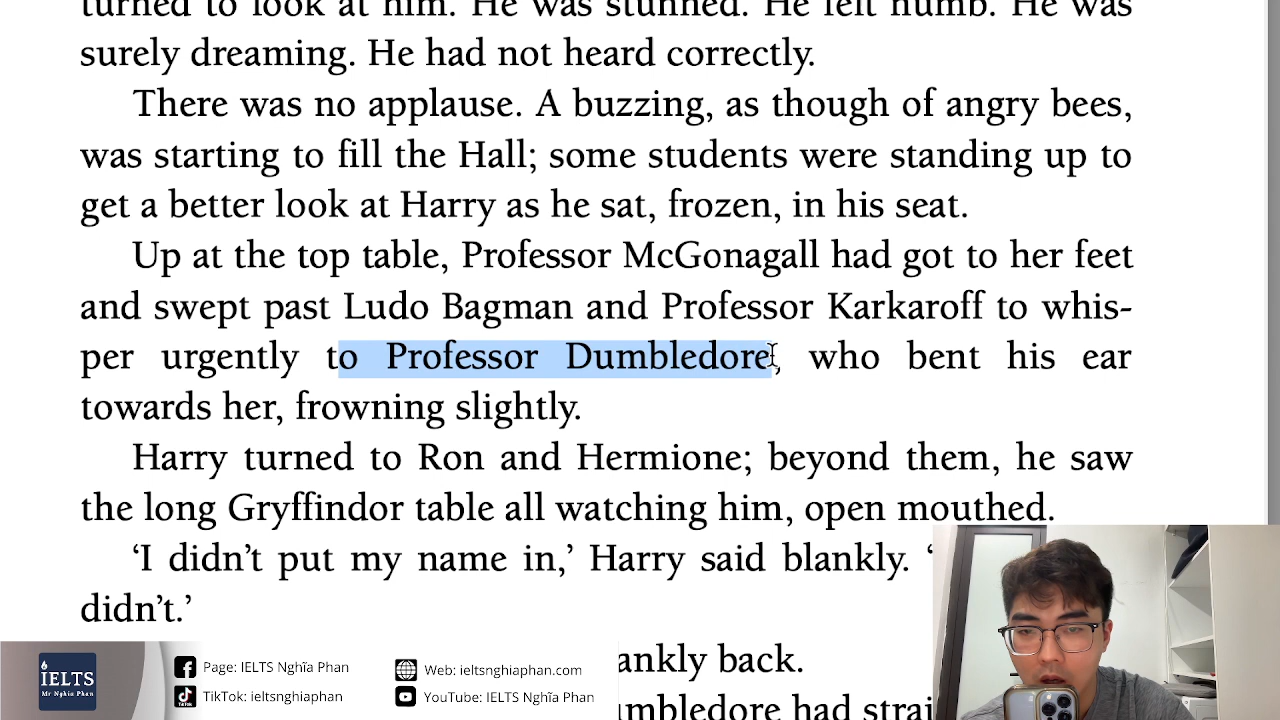 turned to look at him. He was stunned. He felt numb. He was
surely dreaming. He had not heard correctly.
There was no applause. A buzzing, as though of angry bees,
was starting to fill the Hall; some students were standing up to
get a better look at Harry as he sat, frozen, in his seat.
Up at the top table, Professor McGonagall had got to her feet
and swept past Ludo Bagman and Professor Karkaroff to whis-
per urgently to Professor Dumbledore, who bent his ear
towards her, frowning slightly.
Harry turned to Ron and Hermione; beyond them, he saw
the long Gryffindor table all watching him, open mouthed.
‘I didn’t put my name in,’ Harry said blankly. ‘
didn’t.’
ankly back.
umbledore had strai
IELTS
Mr Nghia Phan
Page: IELTS Nghĩa Phan
TikTok: ieltsnghiaphan
Web: ieltsnghiaphan.com
YouTube: IELTS Nghĩa Phan